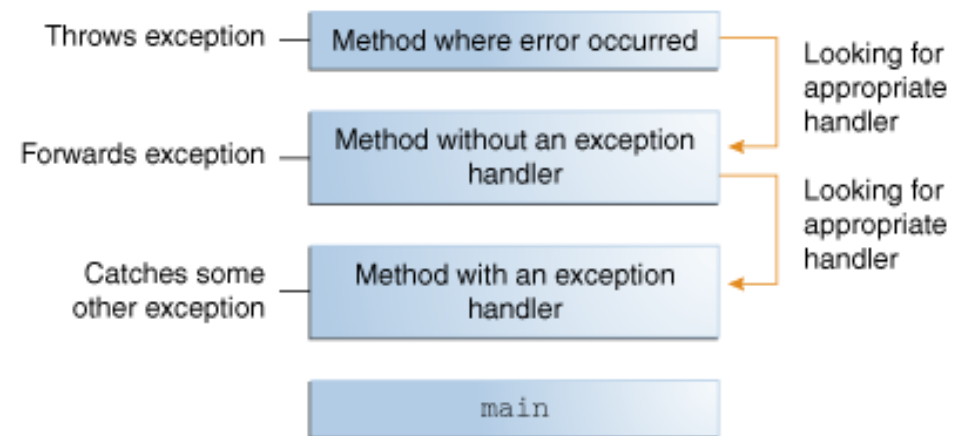 Throws exception
Method where error occurred
Looking for
appropriate
handler
Forwards exception
Method without an exception
handler
Looking for
appropriate
handler
Catches some
other exception
Method with an exception
handler
main